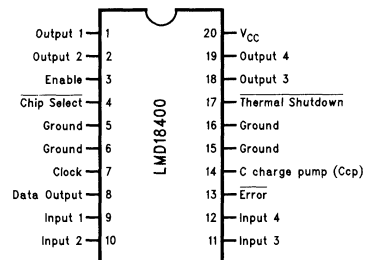 Output 1 1
Output 2 2
Enable 3
Chip Select 4
Ground 5
Ground 6
Clock 7
Data Output 8
Input 1 9
Input 2 10
LMD18400
20 VCC
19 Output 4
18 Output 3
17 Thermal Shutdown
16 Ground
15 Ground
14 C charge pump (Ccp)
13 Error
12 Input 4
11 Input 3